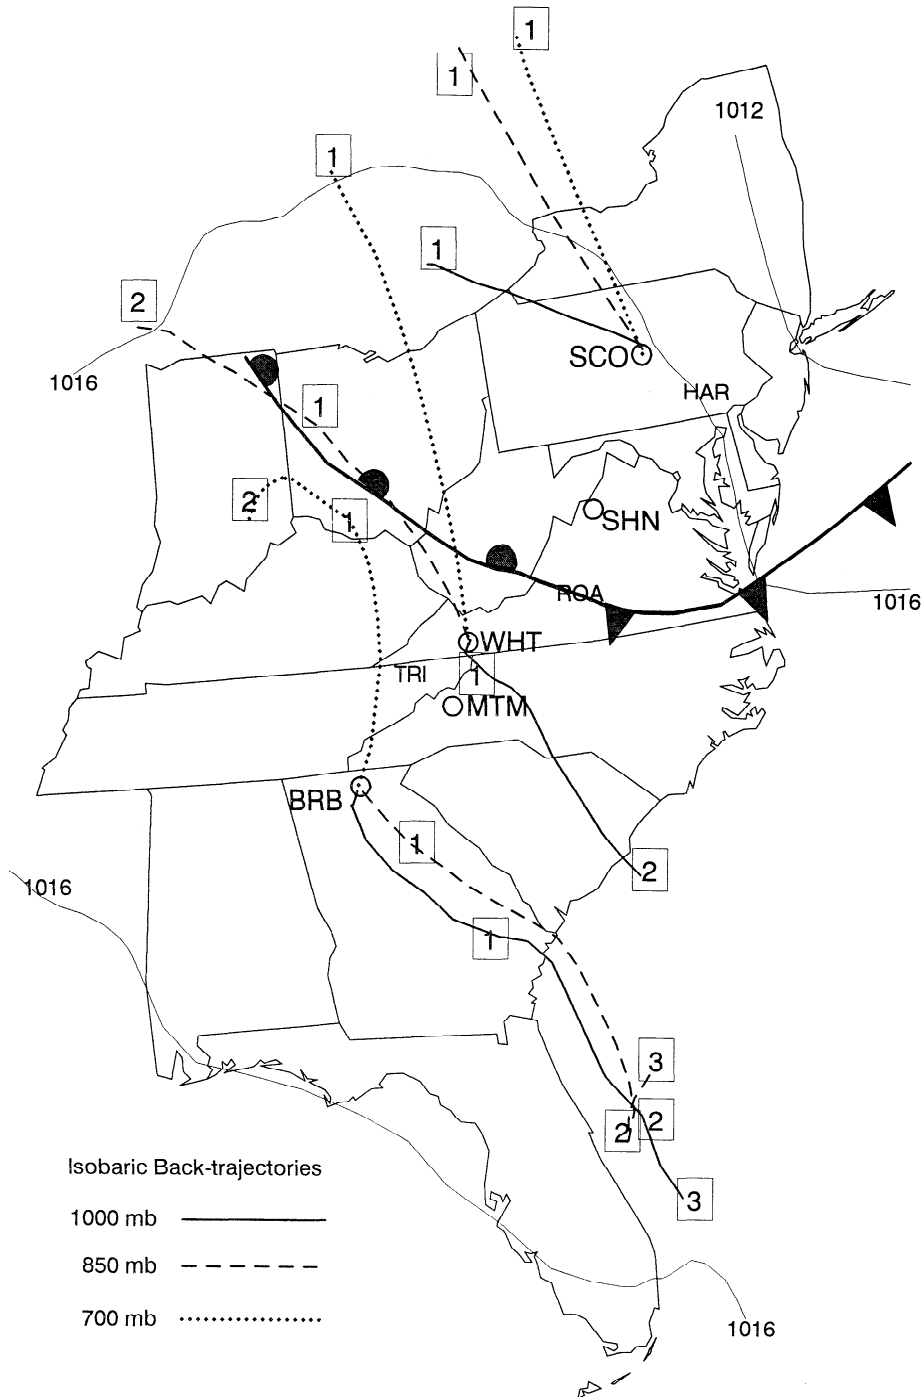 1
1
1012
1
1
2
1016
SCO
HAR
1
2
1
SHN
ROA
1016
WHT
TRI
1
MTM
BRB
1
2
1016
1
3
2
2
3
Isobaric Back-trajectories
1000 mb
850 mb
700 mb
1016